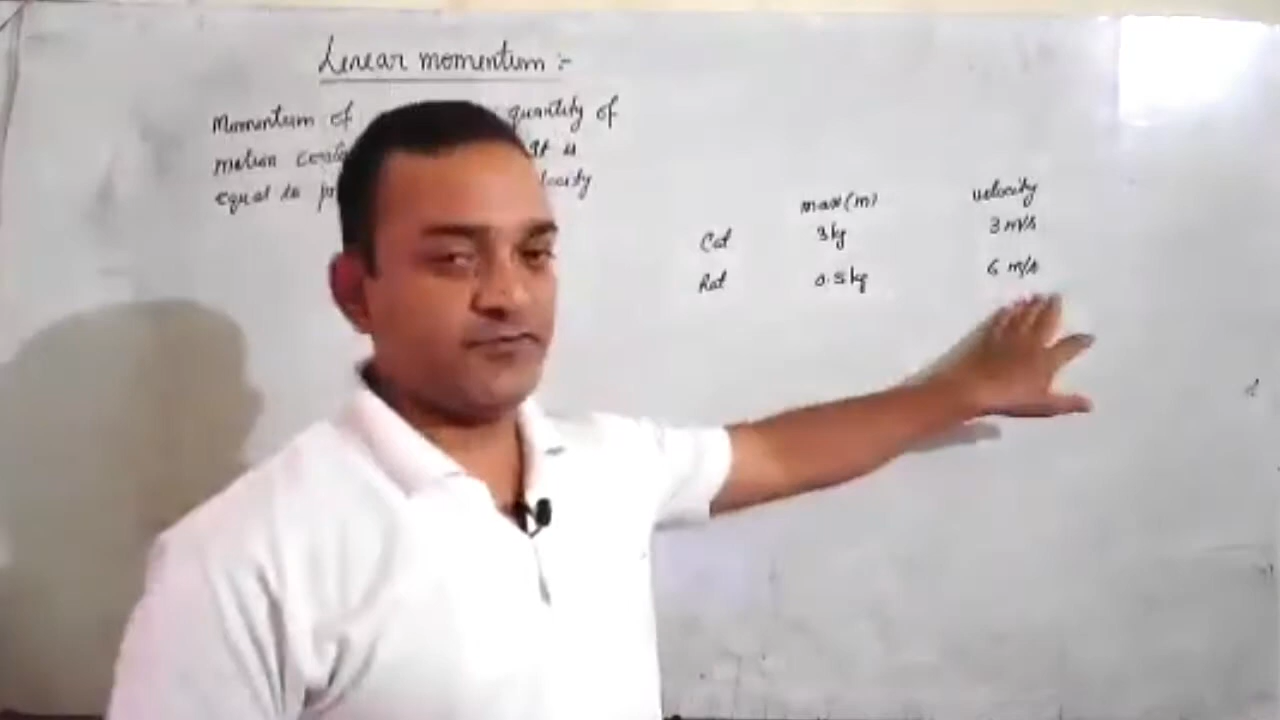 Linear momentum :-
Momentum of quantity of
motion It is
equal to
mass(m) velocity
Cat 3kg 3 m/s
Rat 0.5kg 6 m/s